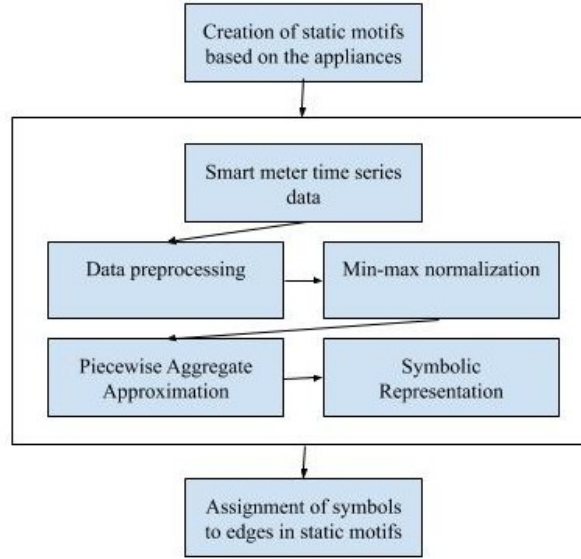 Creation of static motifs
based on the appliances
Smart meter time series
data
Data preprocessing
Min-max normalization
Piecewise Aggregate
Approximation
Symbolic
Representation
Assignment of symbols
to edges in static motifs